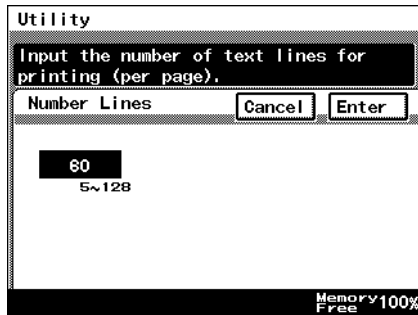 Utility
Input the number of text lines for
printing (per page).
Number Lines
Cancel
Enter
60
5~128
Memory
Free 100%